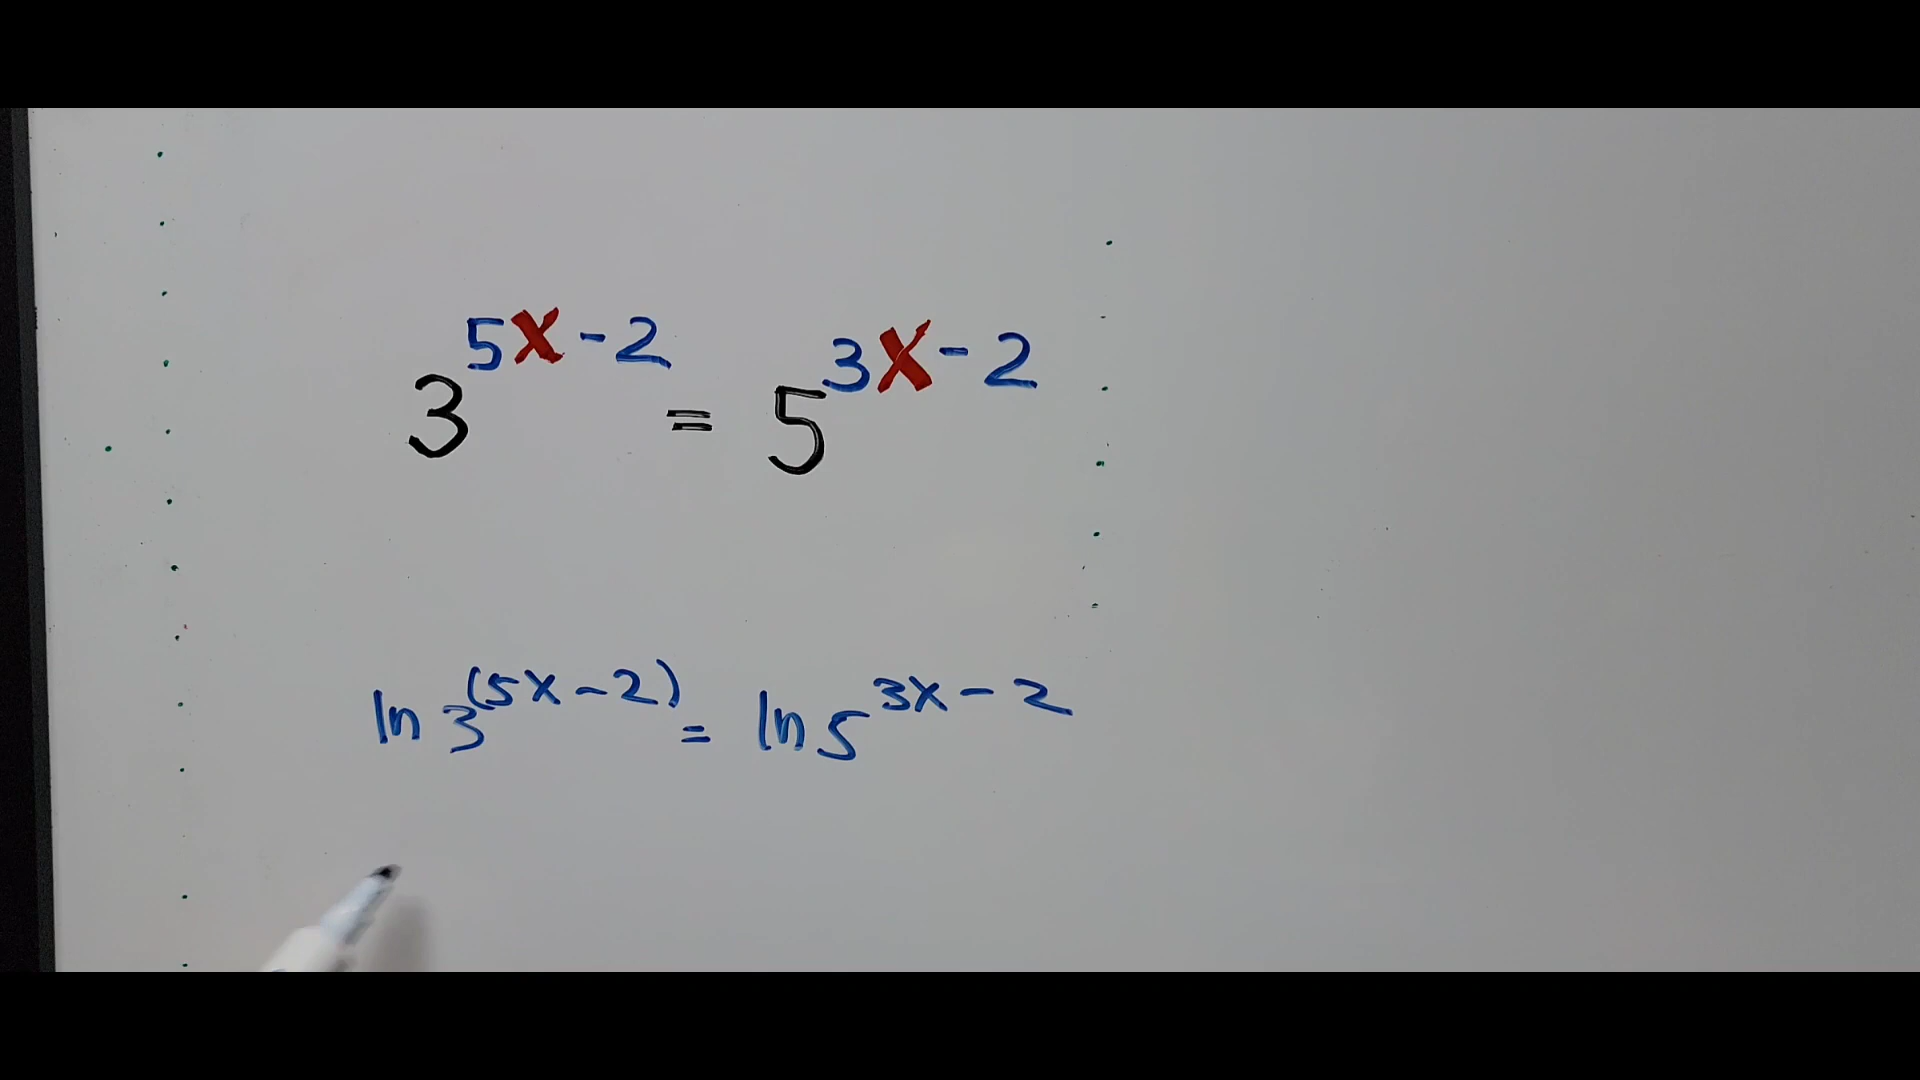 3^{5x-2} = 5^{3x-2}
ln 3^{(5x-2)} = ln 5^{3x-2}